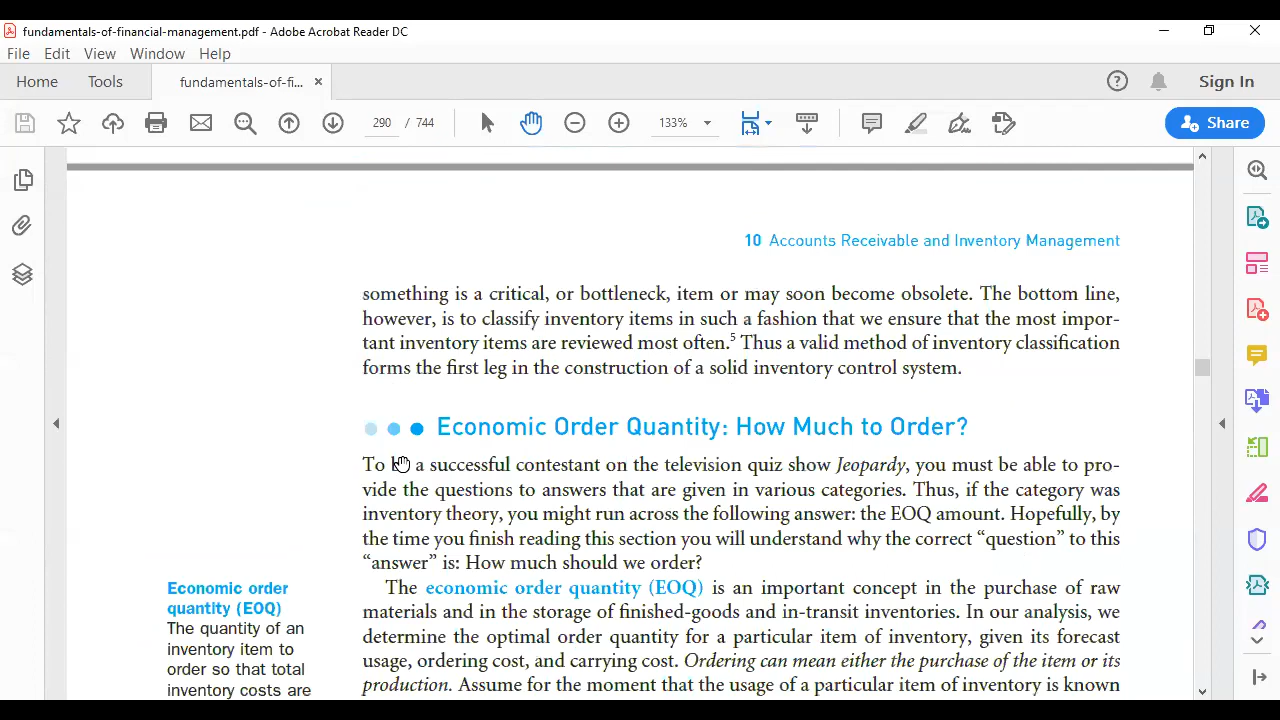 fundamentals-of-financial-management.pdf - Adobe Acrobat Reader DC
File Edit View Window Help
Home Tools fundamentals-of-fi... × Sign In
290 / 744 133% Share
10 Accounts Receivable and Inventory Management
something is a critical, or bottleneck, item or may soon become obsolete. The bottom line,
however, is to classify inventory items in such a fashion that we ensure that the most impor-
tant inventory items are reviewed most often.5 Thus a valid method of inventory classification
forms the first leg in the construction of a solid inventory control system.
Economic Order Quantity: How Much to Order?
To a successful contestant on the television quiz show Jeopardy, you must be able to pro-
vide the questions to answers that are given in various categories. Thus, if the category was
inventory theory, you might run across the following answer: the EOQ amount. Hopefully, by
the time you finish reading this section you will understand why the correct “question” to this
“answer” is: How much should we order?
The economic order quantity (EOQ) is an important concept in the purchase of raw
materials and in the storage of finished-goods and in-transit inventories. In our analysis, we
determine the optimal order quantity for a particular item of inventory, given its forecast
usage, ordering cost, and carrying cost. Ordering can mean either the purchase of the item or its
production. Assume for the moment that the usage of a particular item of inventory is known
Economic order
quantity (EOQ)
The quantity of an
inventory item to
order so that total
inventory costs are